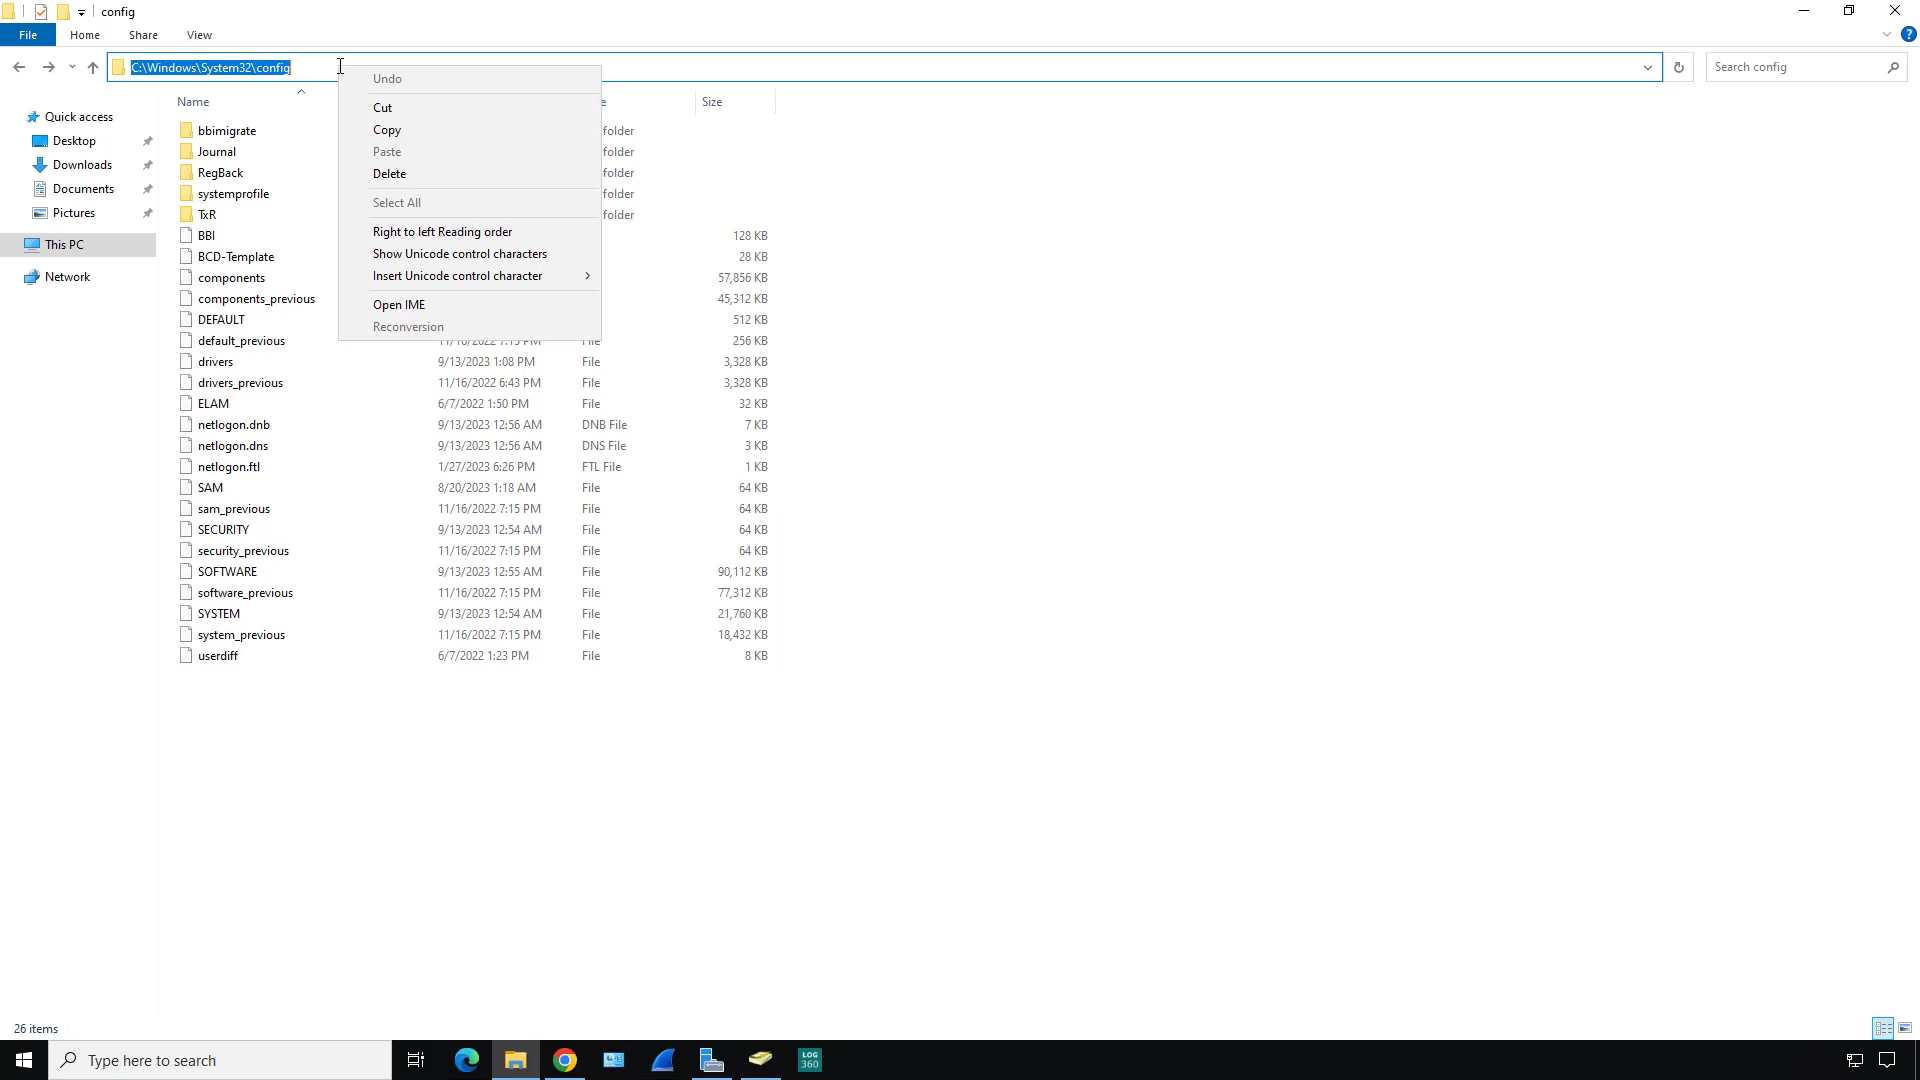 config
File Home Share View
C:\Windows\System32\config
Search config
Name
Size
Quick access
Desktop
Downloads
Documents
Pictures
This PC
Network
Undo
Cut
Copy
Paste
Delete
Select All
Right to left Reading order
Show Unicode control characters
Insert Unicode control character
Open IME
Reconversion
bbimigrate folder
Journal folder
RegBack folder
systemprofile folder
TxR folder
BBI 128 KB
BCD-Template 28 KB
components 57,856 KB
components_previous 45,312 KB
DEFAULT 512 KB
default_previous 11/16/2022 7:15 PM File 256 KB
drivers 9/13/2023 1:08 PM File 3,328 KB
drivers_previous 11/16/2022 6:43 PM File 3,328 KB
ELAM 6/7/2022 1:50 PM File 32 KB
netlogon.dnb 9/13/2023 12:56 AM DNB File 7 KB
netlogon.dns 9/13/2023 12:56 AM DNS File 3 KB
netlogon.ftl 1/27/2023 6:26 PM FTL File 1 KB
SAM 8/20/2023 1:18 AM File 64 KB
sam_previous 11/16/2022 7:15 PM File 64 KB
SECURITY 9/13/2023 12:54 AM File 64 KB
security_previous 11/16/2022 7:15 PM File 64 KB
SOFTWARE 9/13/2023 12:55 AM File 90,112 KB
software_previous 11/16/2022 7:15 PM File 77,312 KB
SYSTEM 9/13/2023 12:54 AM File 21,760 KB
system_previous 11/16/2022 7:15 PM File 18,432 KB
userdiff 6/7/2022 1:23 PM File 8 KB
26 items
Type here to search
LOG
360